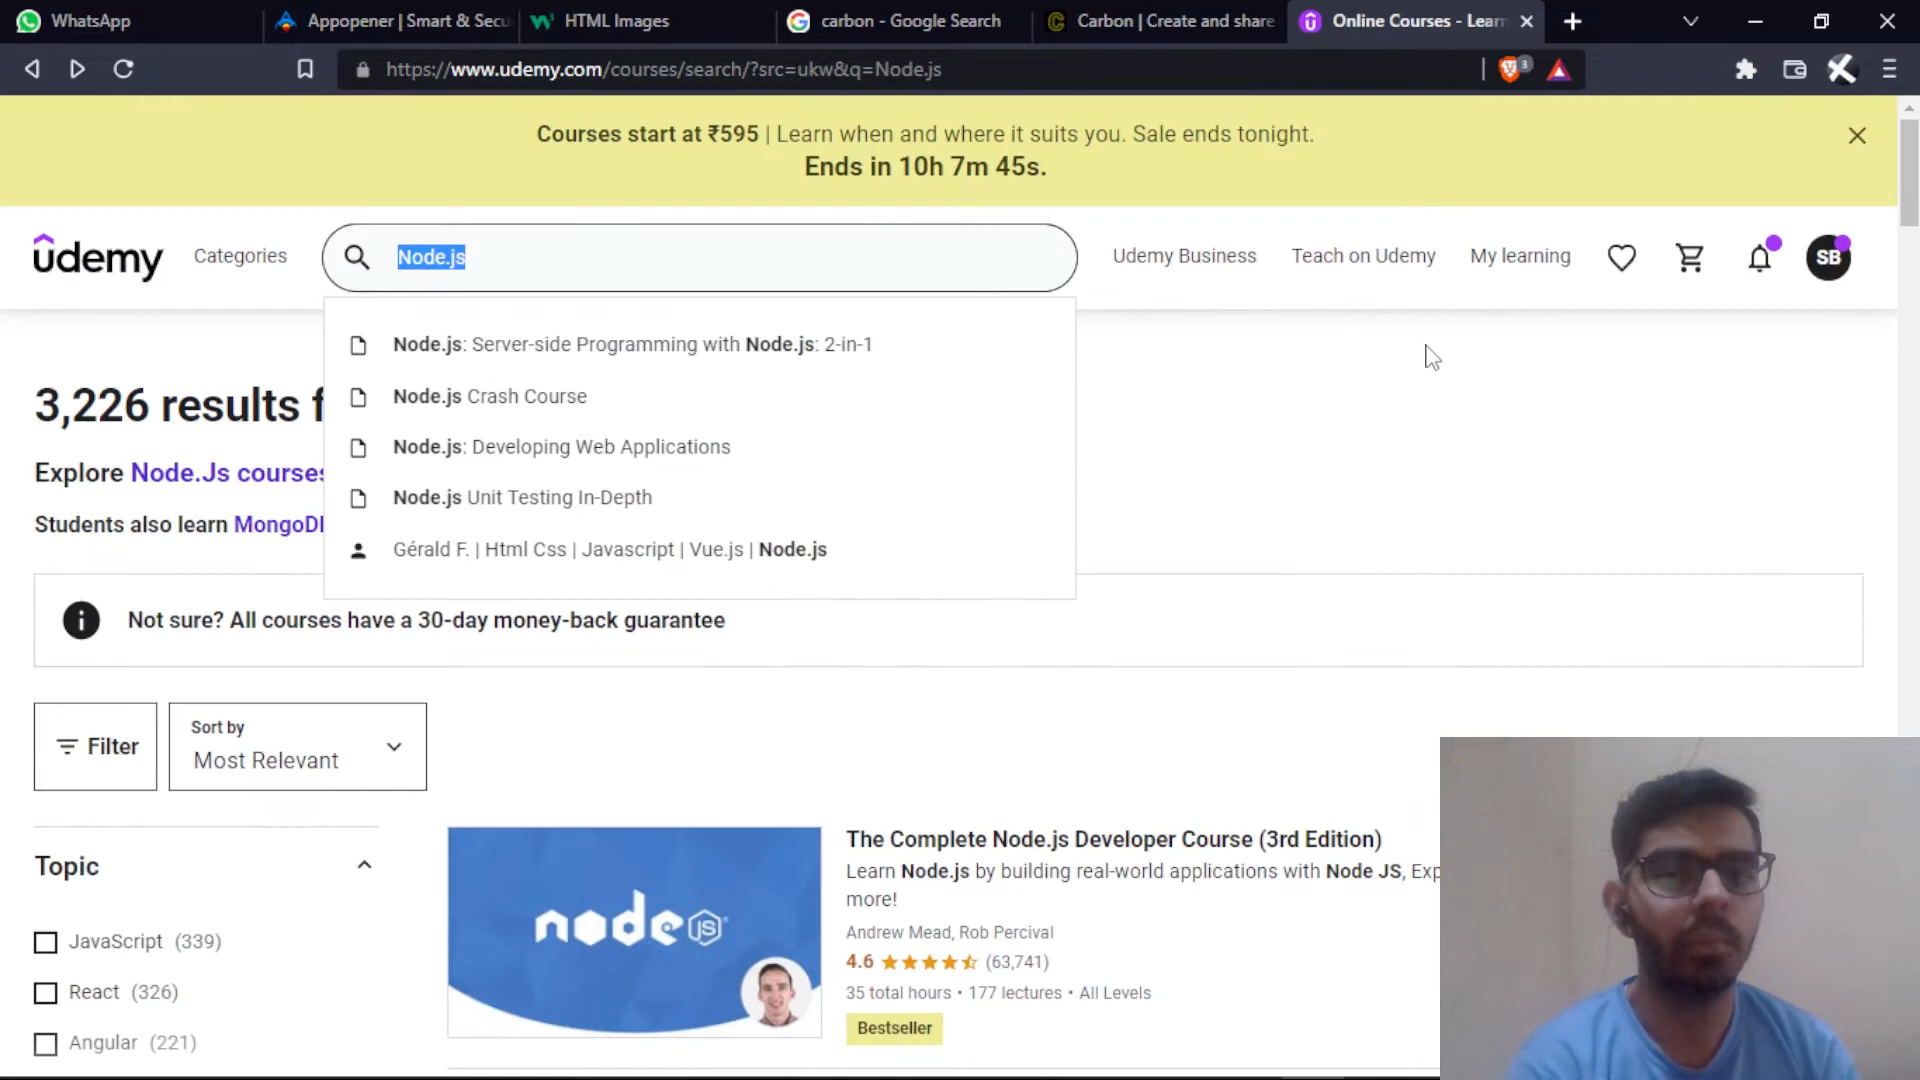 WhatsApp
Appopener | Smart & Secu
HTML Images
carbon - Google Search
Carbon | Create and share
Online Courses - Learn
https://www.udemy.com/courses/search/?src=ukw&q=Node.js
3
Courses start at ₹595 | Learn when and where it suits you. Sale ends tonight.
Ends in 10h 7m 45s.
udemy
Categories
Node.js
Udemy Business
Teach on Udemy
My learning
SB
Node.js: Server-side Programming with Node.js: 2-in-1
Node.js Crash Course
Node.js: Developing Web Applications
Node.js Unit Testing In-Depth
Gérald F. | Html Css | Javascript | Vue.js | Node.js
3,226 results f
Explore Node.Js courses
Students also learn MongoD
Not sure? All courses have a 30-day money-back guarantee
Filter
Sort by
Most Relevant
Topic
JavaScript (339)
React (326)
Angular (221)
node JS
The Complete Node.js Developer Course (3rd Edition)
Learn Node.js by building real-world applications with Node JS, Exp
more!
Andrew Mead, Rob Percival
4.6 (63,741)
35 total hours • 177 lectures • All Levels
Bestseller